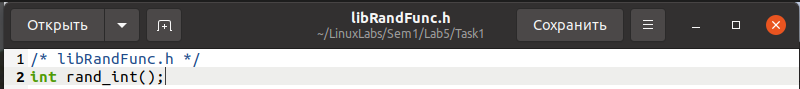 Открыть
libRandFunc.h
~/LinuxLabs/Sem1/Lab5/Task1
Сохранить
1 /* libRandFunc.h */
2 int rand_int();